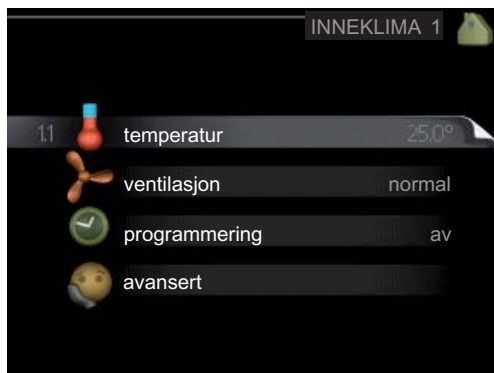 INNEKLIMA 1
1.1 temperatur 25.0°
ventilasjon normal
programmering av
avansert